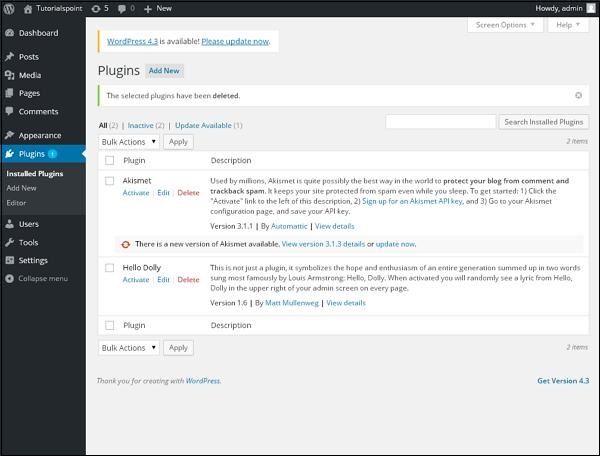 Tutorialspoint 5 0 + New Howdy, admin
Screen Options ▼ Help ▼
Dashboard
Posts
Media
Pages
Comments
Appearance
Plugins 1
Installed Plugins
Add New
Editor
Users
Tools
Settings
Collapse menu
WordPress 4.3 is available! Please update now.
Plugins Add New
The selected plugins have been deleted.
All (2) | Inactive (2) | Update Available (1)
Search Installed Plugins
Bulk Actions ▼ Apply 2 items
Plugin Description
Akismet
Activate | Edit | Delete
Used by millions, Akismet is quite possibly the best way in the world to protect your blog from comment and
trackback spam. It keeps your site protected from spam even while you sleep. To get started: 1) Click the
"Activate" link to the left of this description, 2) Sign up for an Akismet API key, and 3) Go to your Akismet
configuration page, and save your API key.
Version 3.1.1 | By Automattic | View details
There is a new version of Akismet available. View version 3.1.3 details or update now.
Hello Dolly
Activate | Edit | Delete
This is not just a plugin, it symbolizes the hope and enthusiasm of an entire generation summed up in two words
sung most famously by Louis Armstrong: Hello, Dolly. When activated you will randomly see a lyric from Hello,
Dolly in the upper right of your admin screen on every page.
Version 1.6 | By Matt Mullenweg | View details
Plugin Description
Bulk Actions ▼ Apply 2 items
Thank you for creating with WordPress. Get Version 4.3